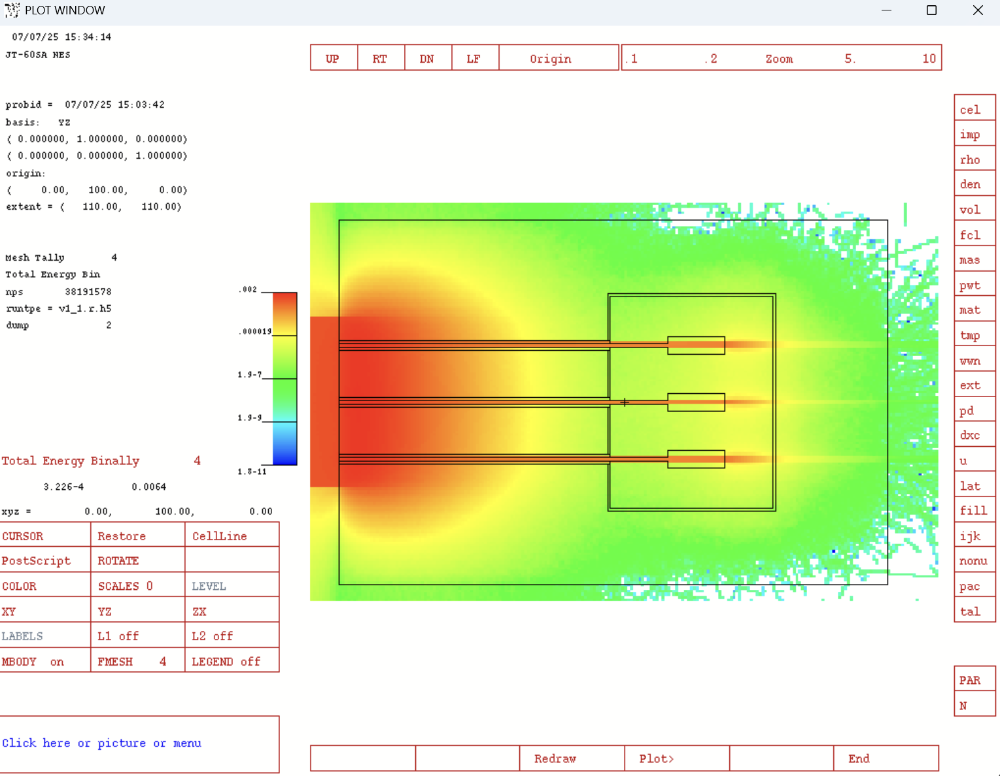 PLOT WINDOW
07/07/25 15:34:14
JT-60SA NES
UP RT DN LF Origin .1 .2 Zoom 5. 10
probid = 07/07/25 15:03:42
basis: YZ
( 0.000000, 1.000000, 0.000000)
( 0.000000, 0.000000, 1.000000)
origin:
( 0.00, 100.00, 0.00)
extent = ( 110.00, 110.00)
Mesh Tally 4
Total Energy Bin
nps 38191578
runtpe = v1_1.r.h5
dump 2
.002
.000019
1.9-7
1.9-9
1.8-11
Total Energy Binally 4
3.226-4 0.0064
xyz = 0.00, 100.00, 0.00
CURSOR Restore CellLine
PostScript ROTATE
COLOR SCALES 0 LEVEL
XY YZ ZX
LABELS L1 off L2 off
MBODY on FMESH 4 LEGEND off
Click here or picture or menu
cel
imp
rho
den
vol
fcl
mas
pwt
mat
tmp
wwn
ext
pd
dxc
u
lat
fill
ijk
nonu
pac
tal
PAR
N
Redraw Plot> End